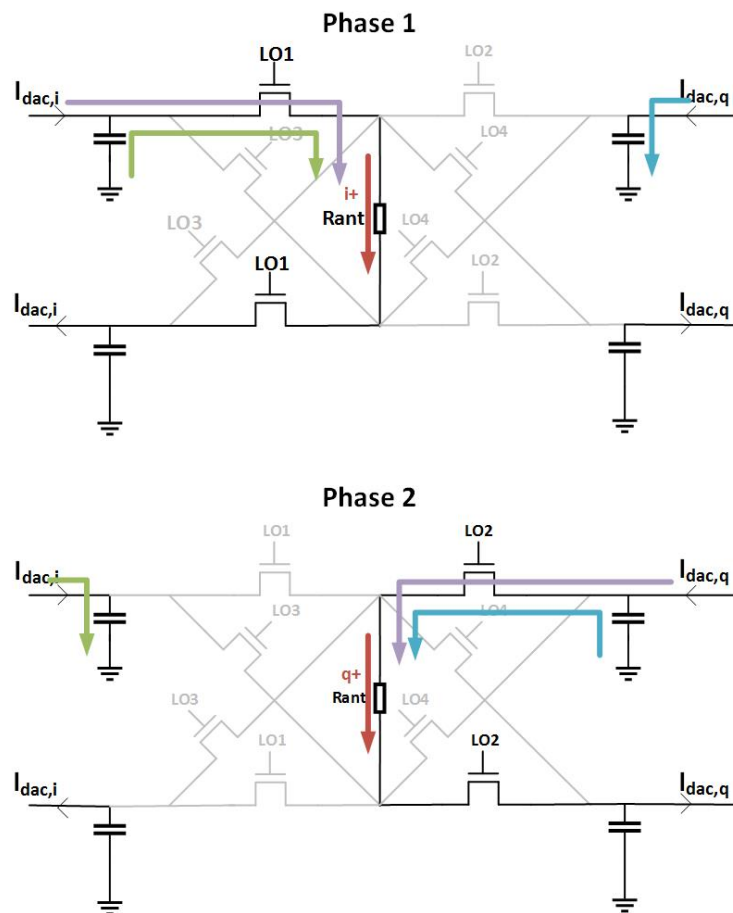 Phase 1
LO1
LO2
Idac,i
Idac,q
LO3
LO4
i+
Rant
LO3
LO4
LO1
LO2
Idac,i
Idac,q
Phase 2
LO1
LO2
Idac,i
Idac,q
LO3
LO4
q+
Rant
LO3
LO4
LO1
LO2
Idac,i
Idac,q